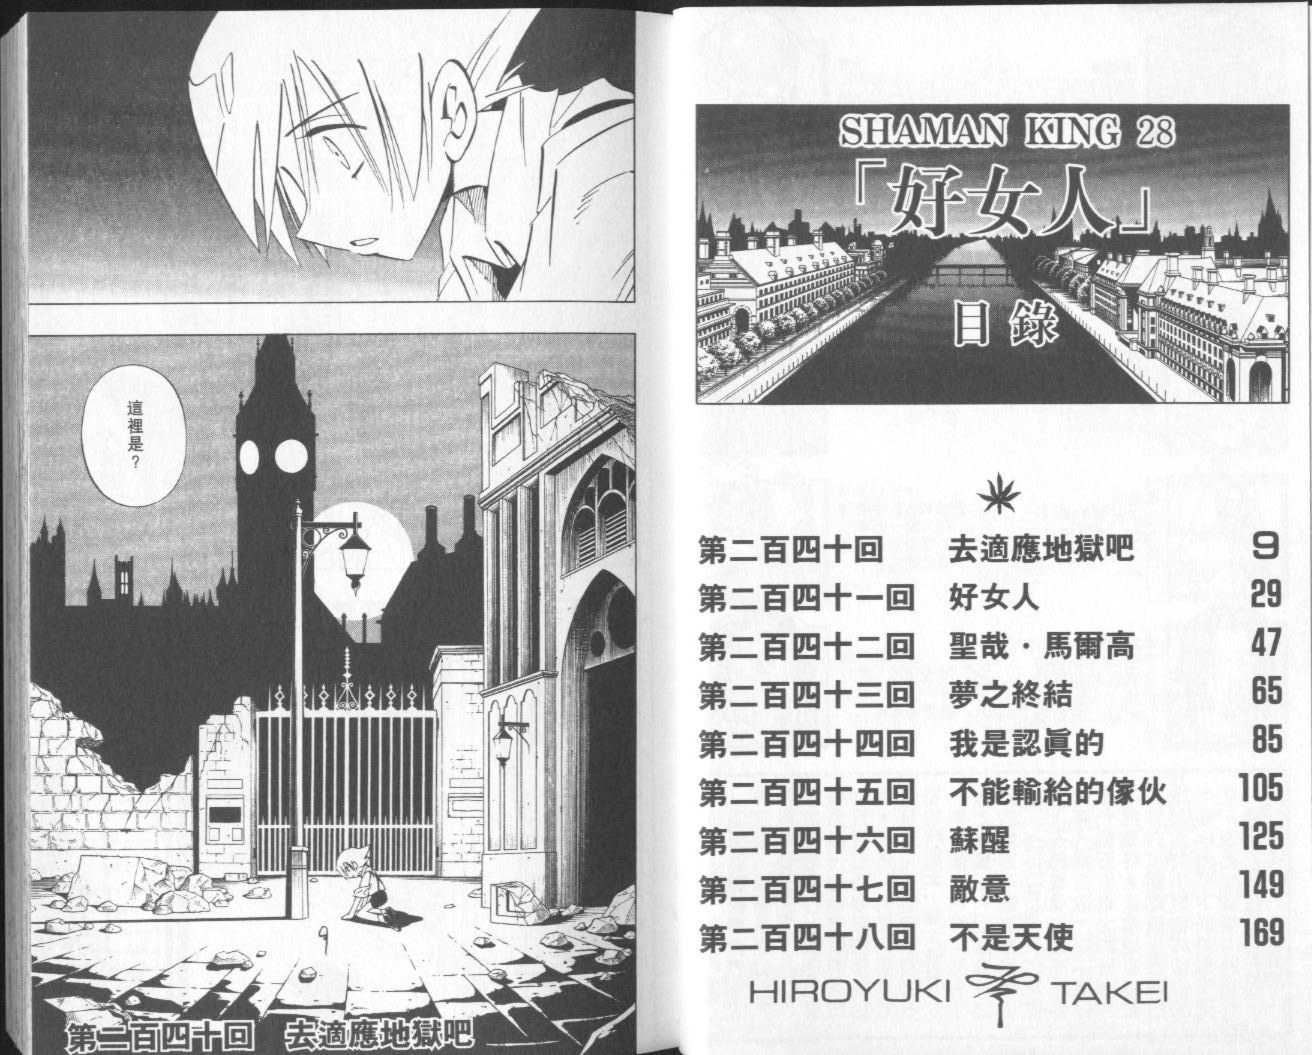 SHAMAN KING 28
「好女人」
目錄
第二百四十回 去適應地獄吧 9
第二百四十一回 好女人 29
第二百四十二回 聖哉・馬爾高 47
第二百四十三回 夢之終結 65
第二百四十四回 我是認眞的 85
第二百四十五回 不能輸給的傢伙 105
第二百四十六回 蘇醒 125
第二百四十七回 敵意 149
第二百四十八回 不是天使 169
HIROYUKI TAKEI
這裡是？
第二百四十回 去適應地獄吧